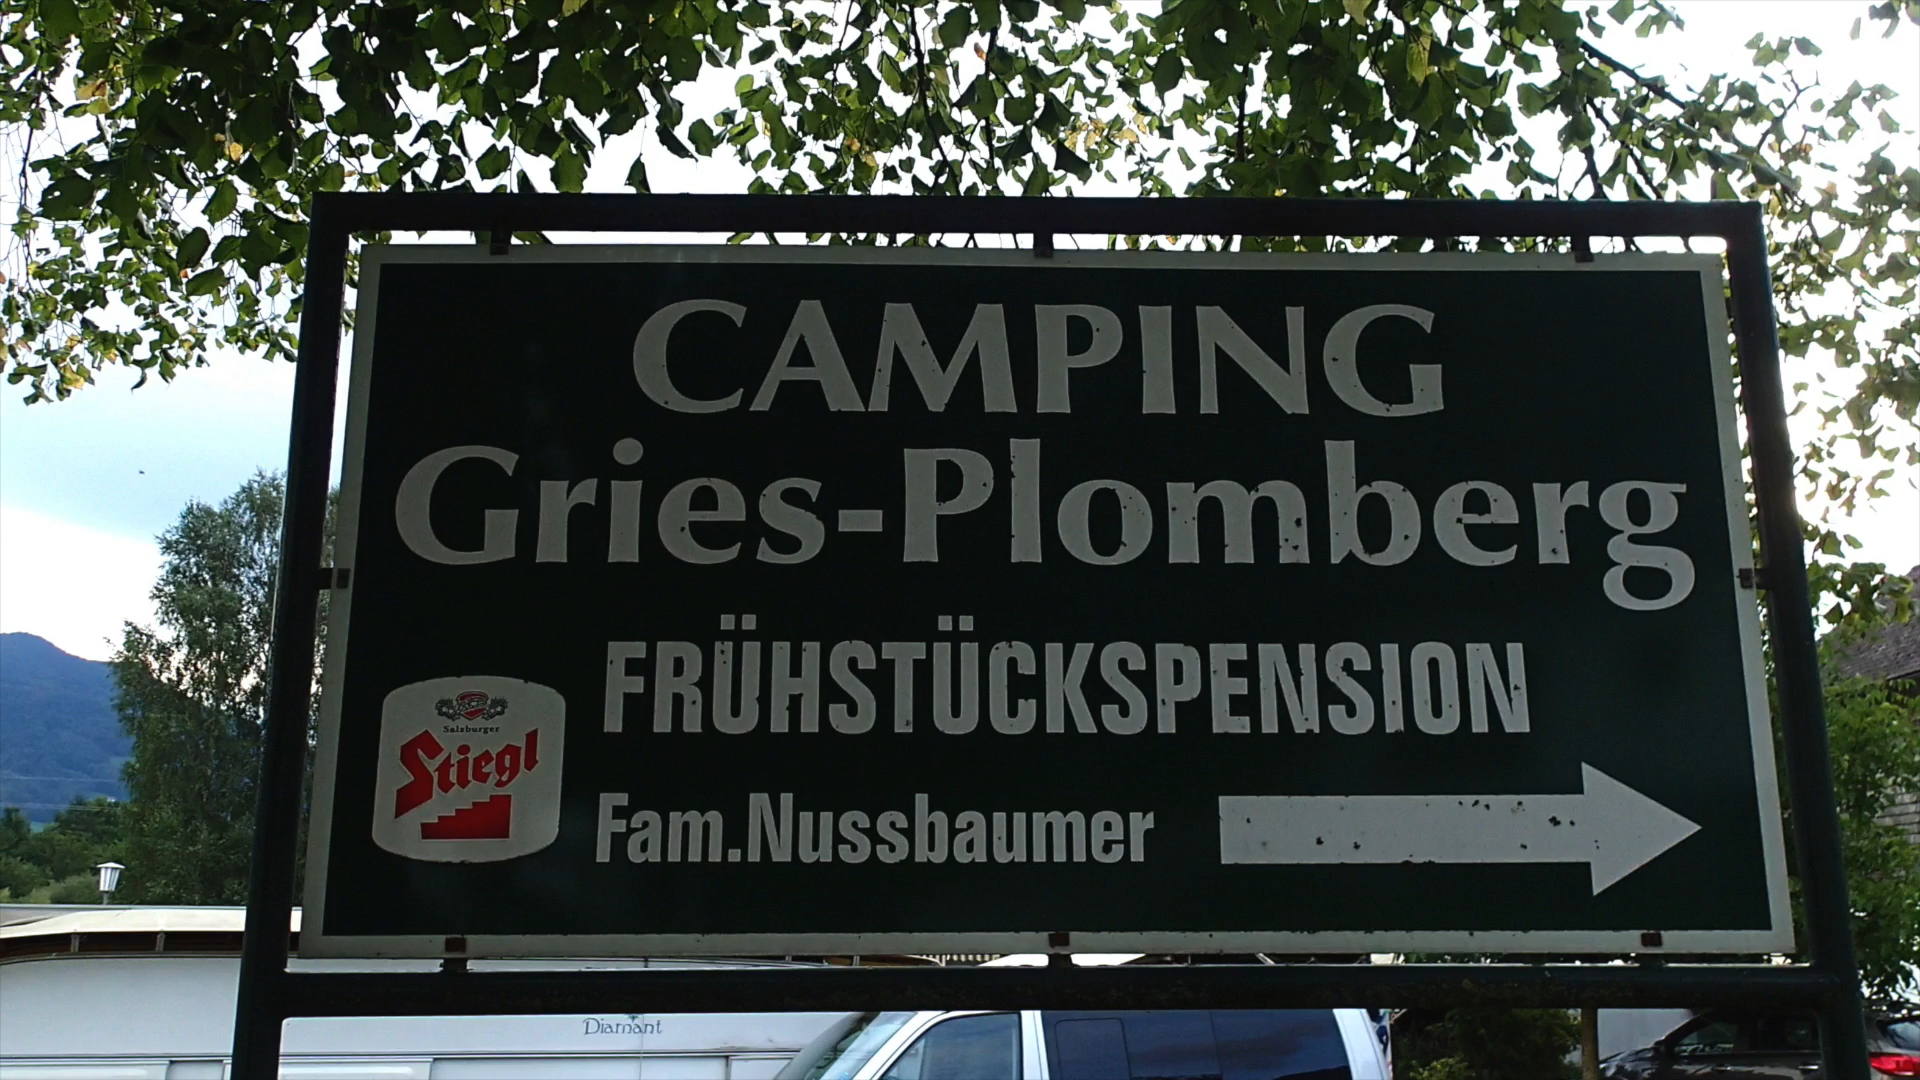 CAMPING
Gries-Plomberg
FRÜHSTÜCKSPENSION
Salzburger
Stiegl
Fam.Nussbaumer
Diamant